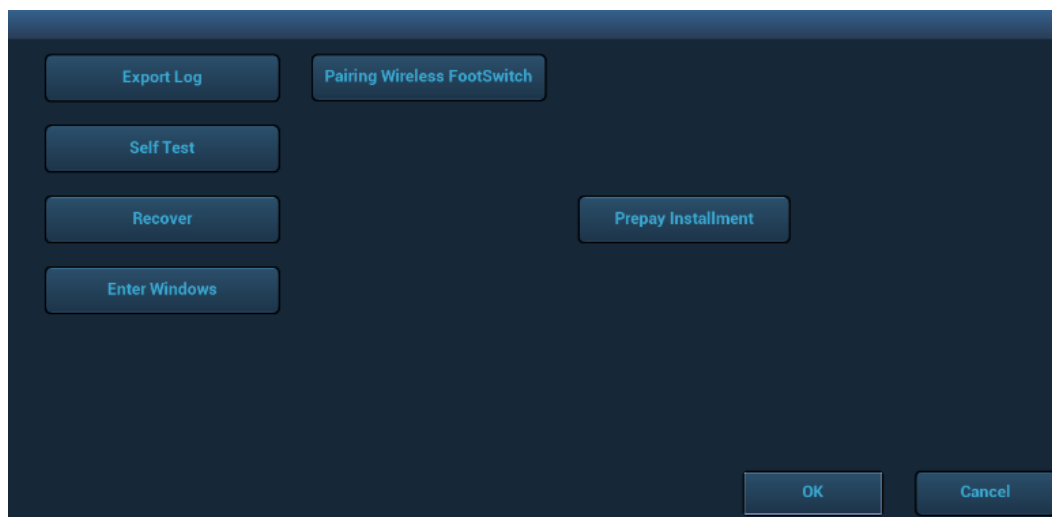 Export Log
Pairing Wireless FootSwitch
Self Test
Recover
Prepay Installment
Enter Windows
OK
Cancel